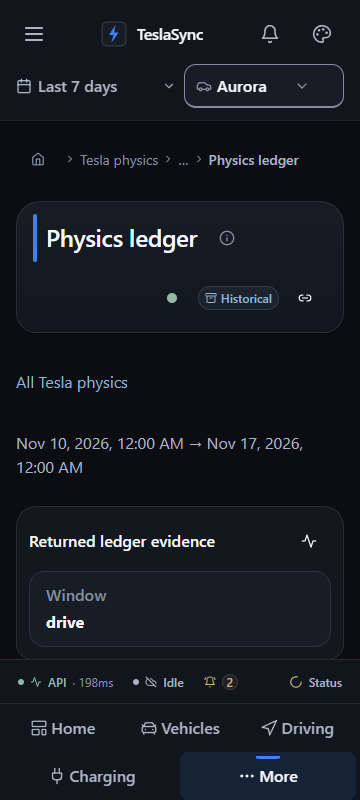 TeslaSync
Last 7 days
Aurora
Tesla physics
...
Physics ledger
Physics ledger
Historical
All Tesla physics
Nov 10, 2026, 12:00 AM → Nov 17, 2026,
12:00 AM
Returned ledger evidence
Window
drive
API · 198ms
Idle
2
Status
Home
Vehicles
Driving
Charging
More